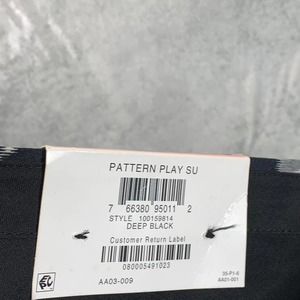 PATTERN PLAY SU
7 66380 95011 2
STYLE 100159814
DEEP BLACK
Customer Return Label
080005491023
35-P1-6
AA03-009 AA01-001